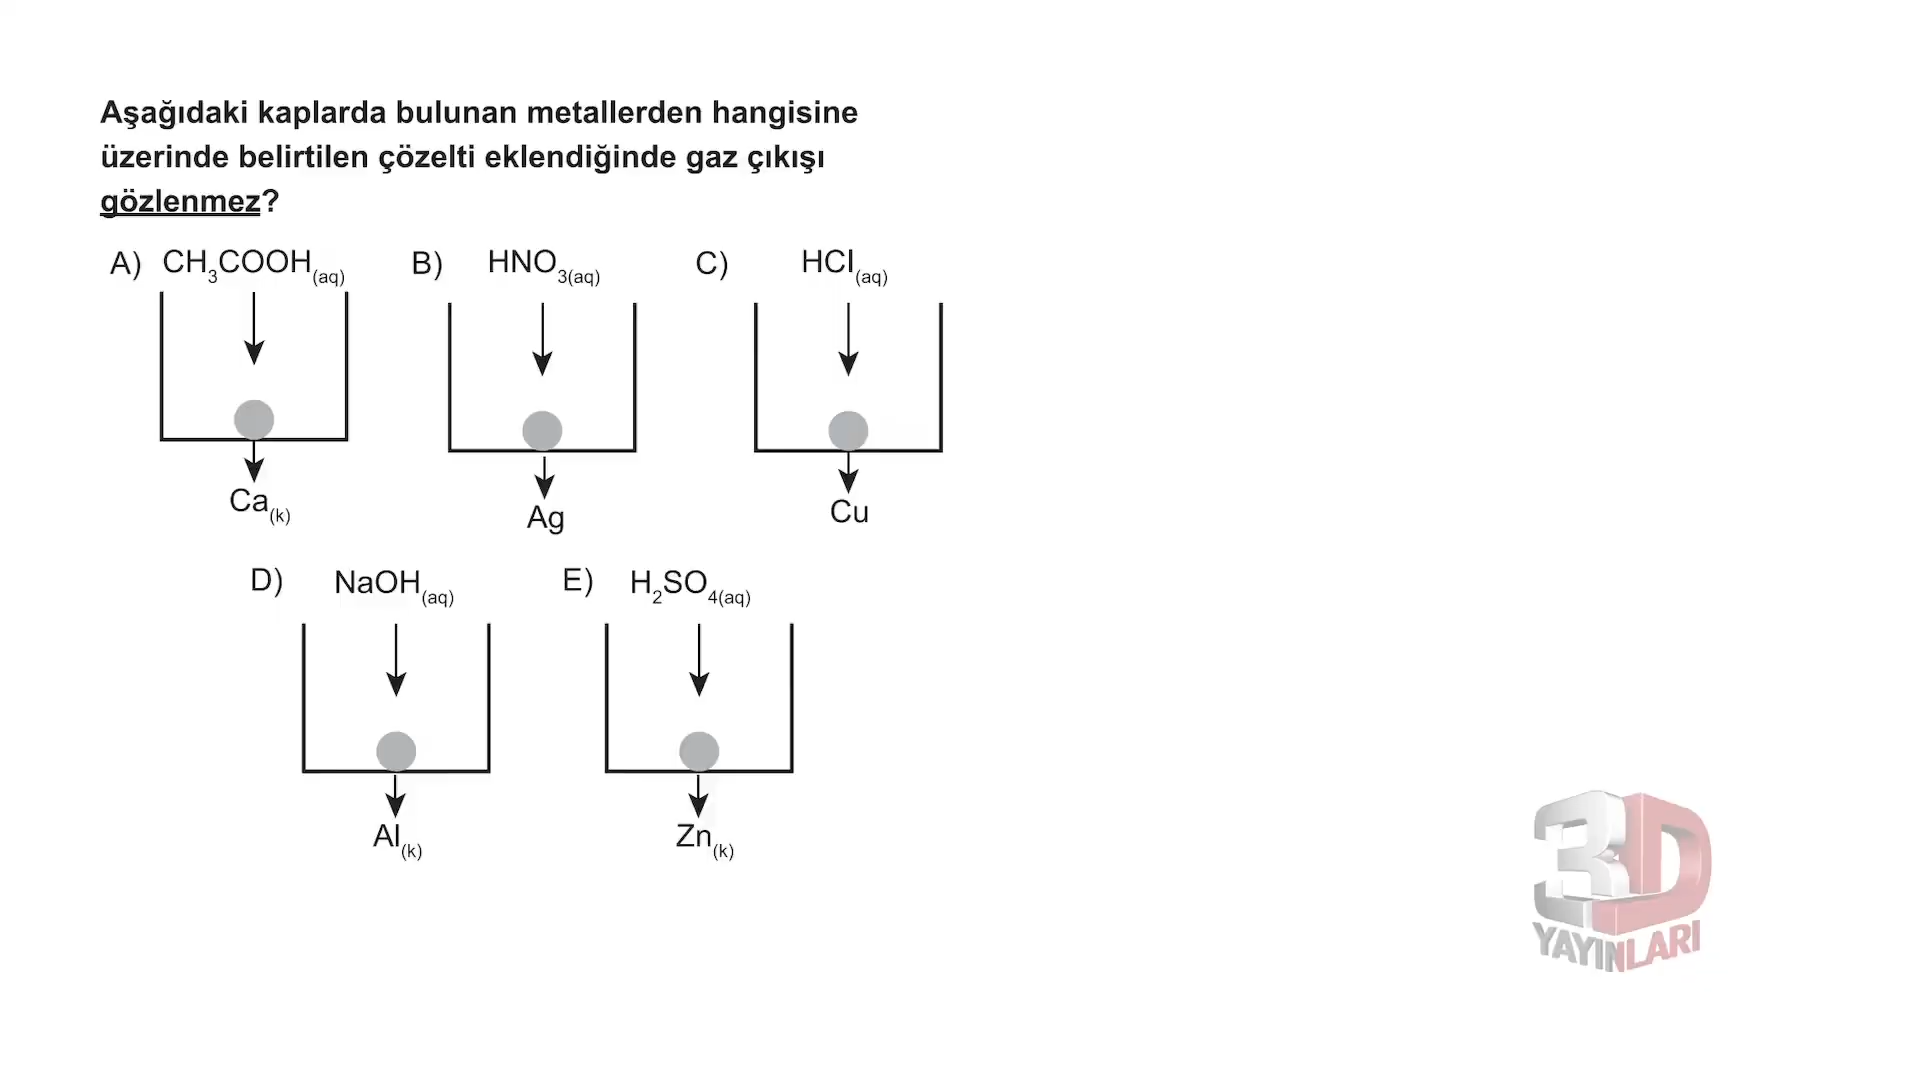 Aşağıdaki kaplarda bulunan metallerden hangisine
üzerinde belirtilen çözelti eklendiğinde gaz çıkışı
gözlenmez?
A) CH3COOH(aq) B) HNO3(aq) C) HCl(aq)
Ca(k) Ag Cu
D) NaOH(aq) E) H2SO4(aq)
Al(k) Zn(k)
3D
YAYINLARI